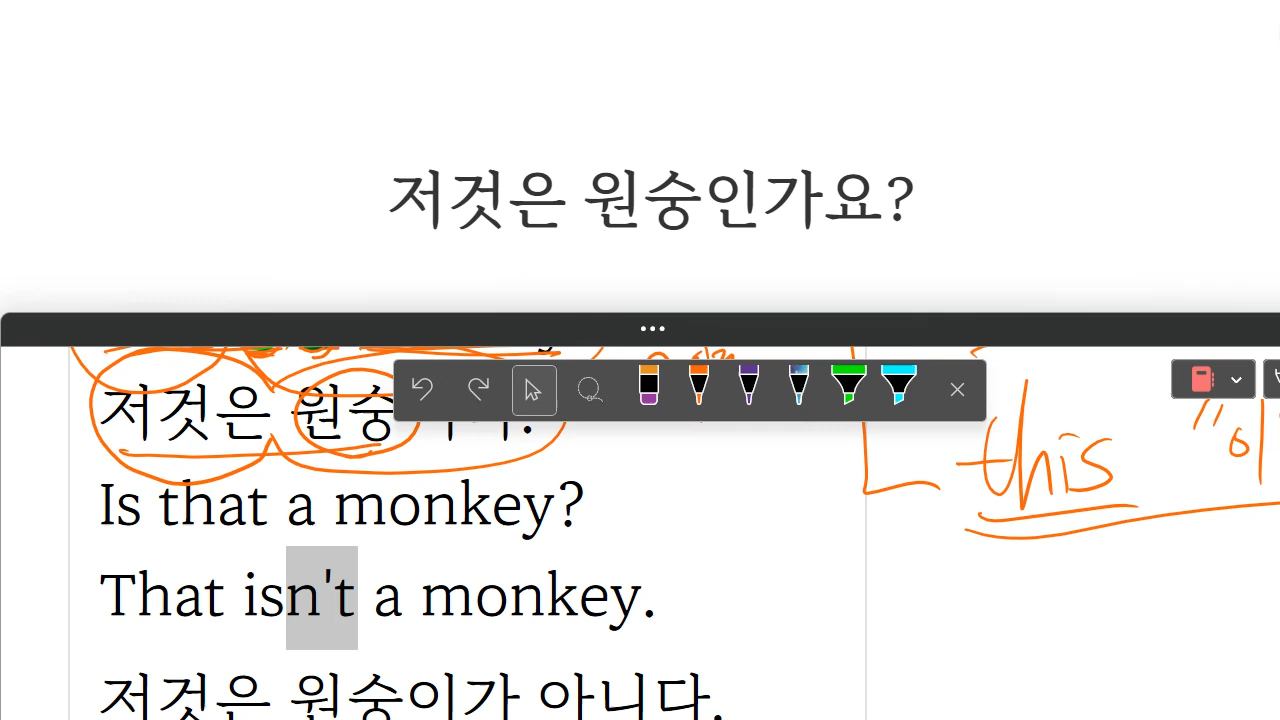 저것은 원숭인가요?
저것은 원숭
this "이
Is that a monkey?
That isn't a monkey.
저것은 원숭이가 아니다.